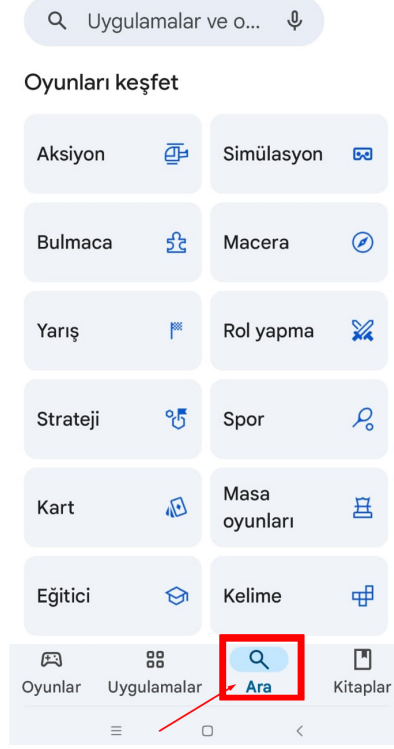 Uygulamalar ve o...
Oyunları keşfet
Aksiyon
Simülasyon
Bulmaca
Macera
Yarış
Rol yapma
Strateji
Spor
Kart
Masa
oyunları
Eğitici
Kelime
Oyunlar
Uygulamalar
Ara
Kitaplar